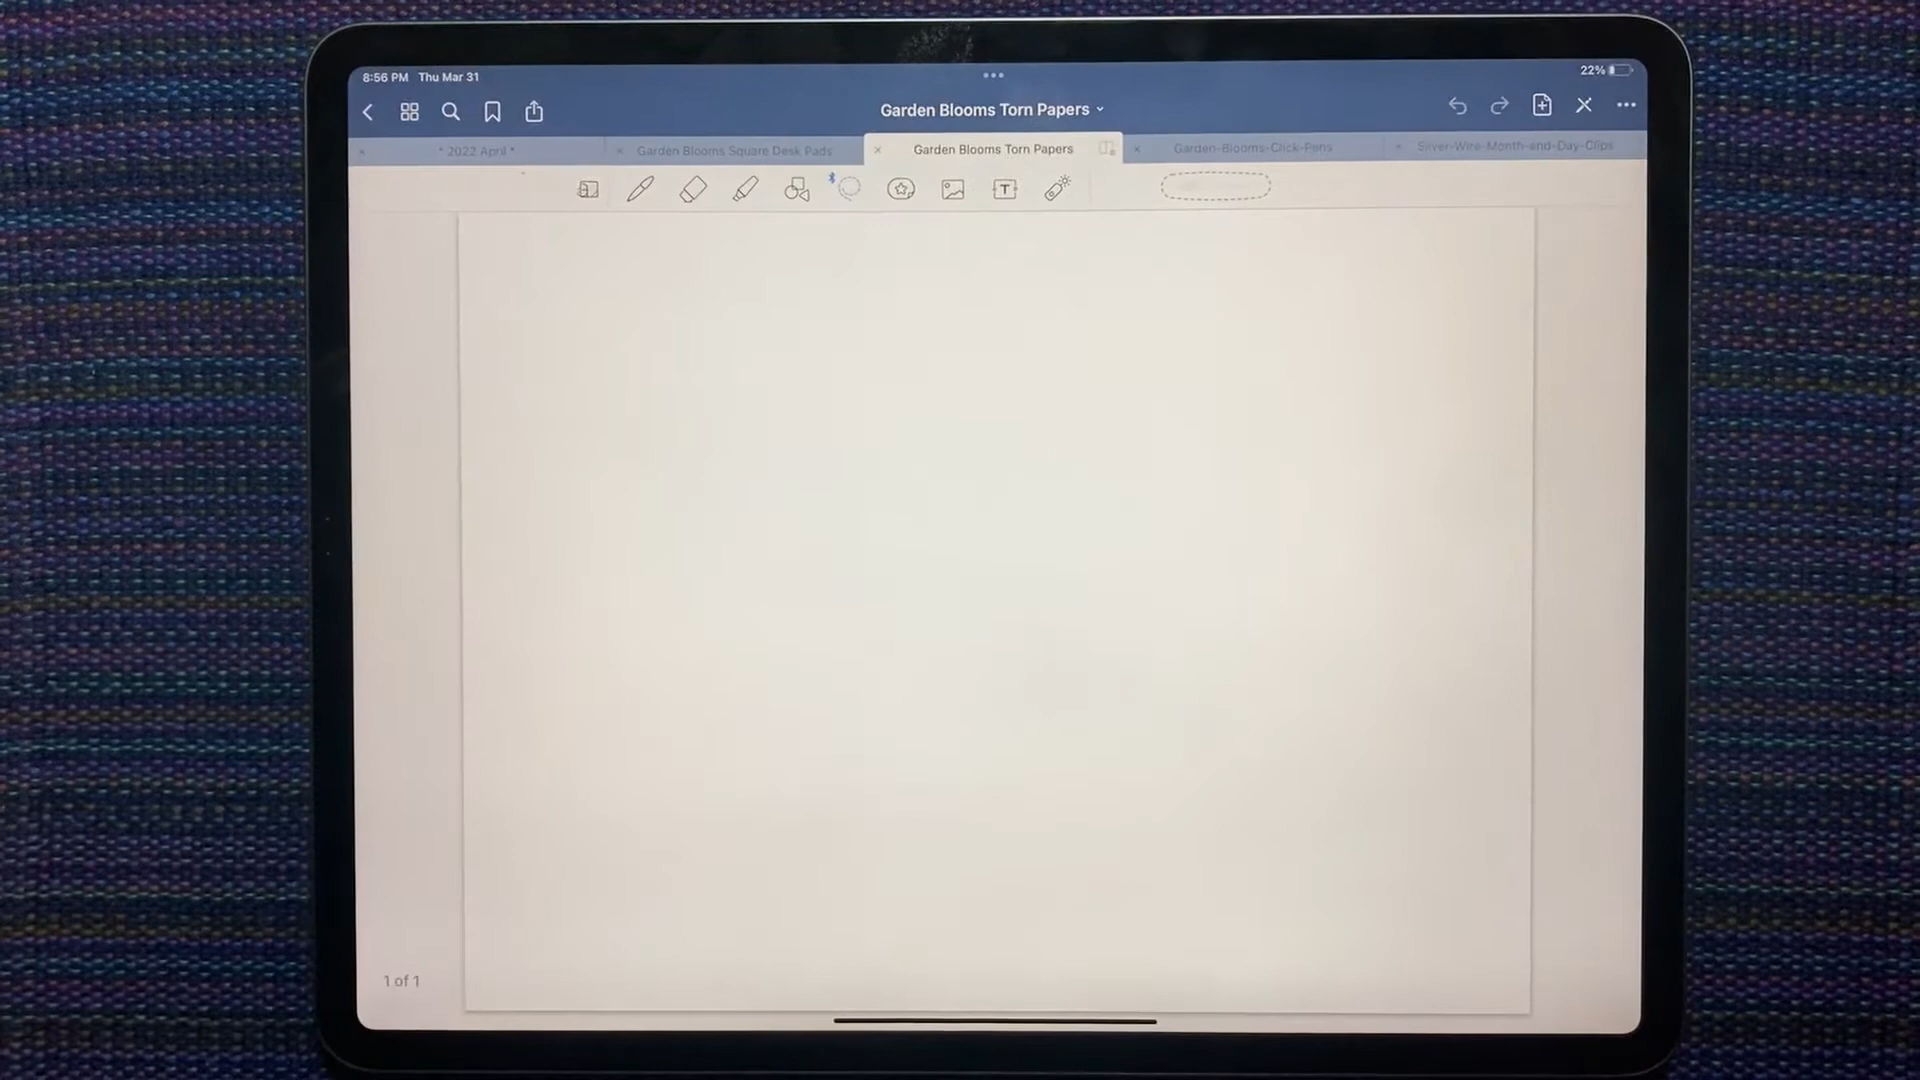 8:56 PM Thu Mar 31
22%
Garden Blooms Torn Papers
* 2022 April *
Garden Blooms Square Desk Pads
Garden Blooms Torn Papers
Garden-Blooms-Click-Pens
Silver-Wire-Month-and-Day-Clips
T
1 of 1